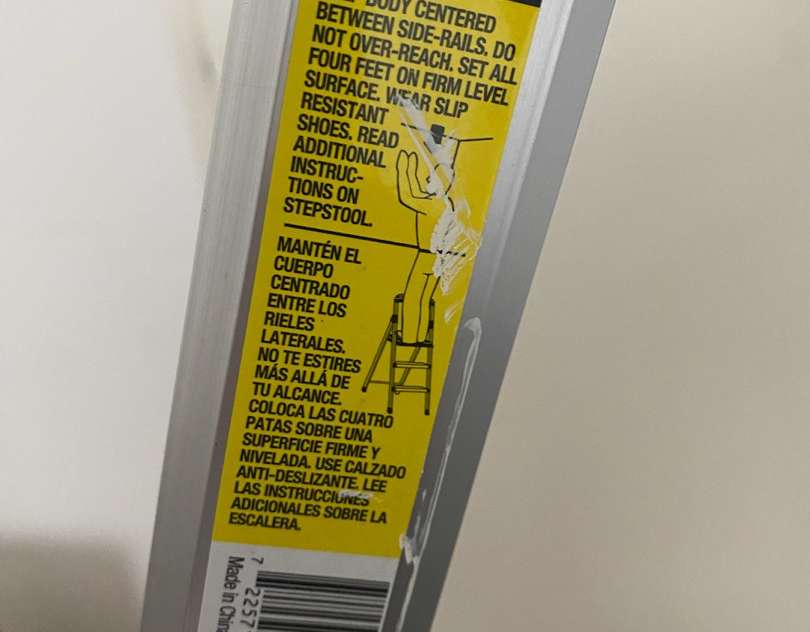 BODY CENTERED
BETWEEN SIDE-RAILS. DO
NOT OVER-REACH. SET ALL
FOUR FEET ON FIRM LEVEL
SURFACE. WEAR SLIP
RESISTANT
SHOES. READ
ADDITIONAL
INSTRUC-
TIONS ON
STEPSTOOL.
MANTÉN EL
CUERPO
CENTRADO
ENTRE LOS
RIELES
LATERALES.
NO TE ESTIRES
MÁS ALLÁ DE
TU ALCANCE.
COLOCA LAS CUATRO
PATAS SOBRE UNA
SUPERFICIE FIRME Y
NIVELADA. USE CALZADO
ANTI-DESLIZANTE. LEE
LAS INSTRUCCIONES
ADICIONALES SOBRE LA
ESCALERA.
7 2257
Made in